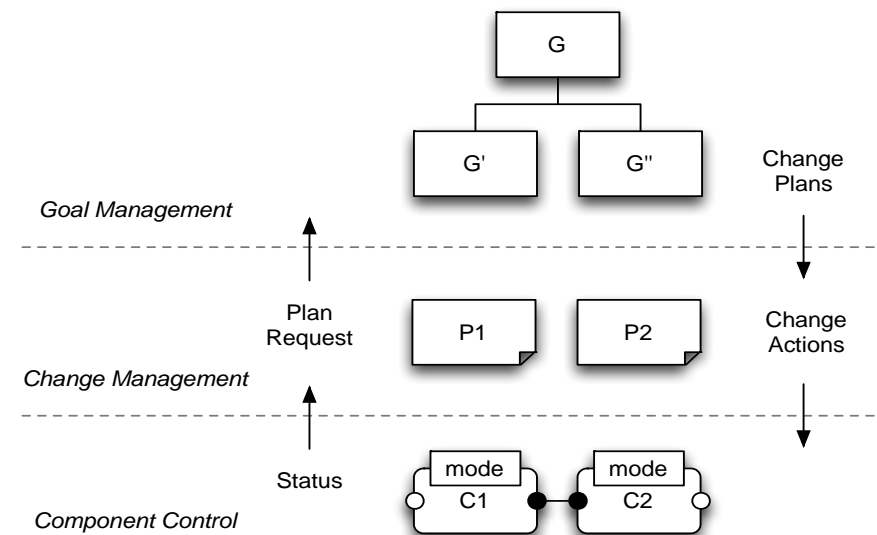 G
G'
G"
Change
Plans
Goal Management
Plan
Request
P1
P2
Change
Actions
Change Management
Status
mode
mode
C1
C2
Component Control